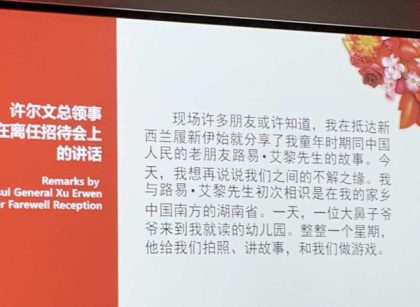 许尔文总领事
在离任招待会上
的讲话
Remarks by
General Xu Erwen
Farewell Reception
现场许多朋友或许知道，我在抵达新
西兰履新伊始就分享了我童年时期同中国
人民的老朋友路易·艾黎先生的故事。今
天，我想再说说我们之间的不解之缘。我
与路易·艾黎先生初次相识是在我的家乡
中国南方的湖南省。一天，一位大鼻子爷
爷来到我就读的幼儿园。整整一个星期，
他给我们拍照、讲故事，和我们做游戏。